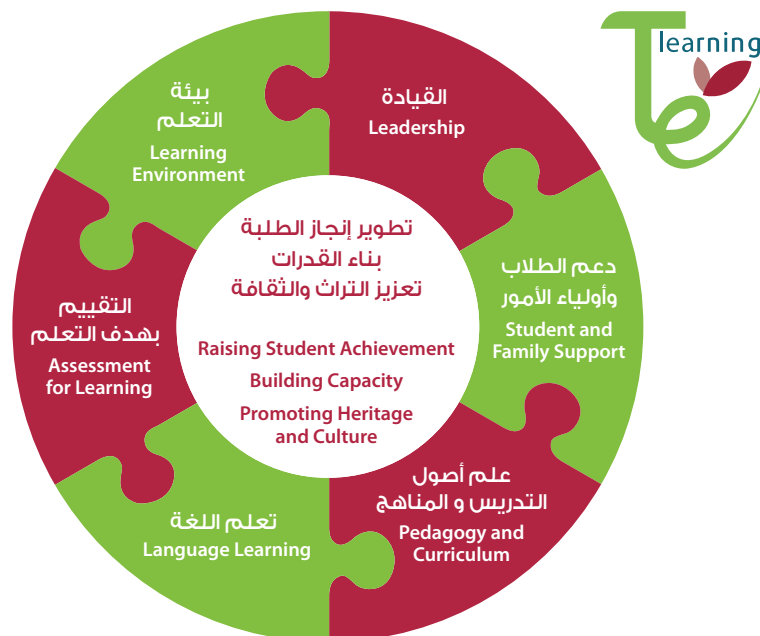 learning
Te
القيادة
Leadership
بيئة
التعلم
Learning
Environment
دعم الطلاب
وأولياء الأمور
Student and
Family Support
التقييم
بهدف التعلم
Assessment
for Learning
علم أصول
التدريس و المناهج
Pedagogy and
Curriculum
تعلم اللغة
Language Learning
تطوير إنجاز الطلبة
بناء القدرات
تعزيز التراث والثقافة
Raising Student Achievement
Building Capacity
Promoting Heritage
and Culture